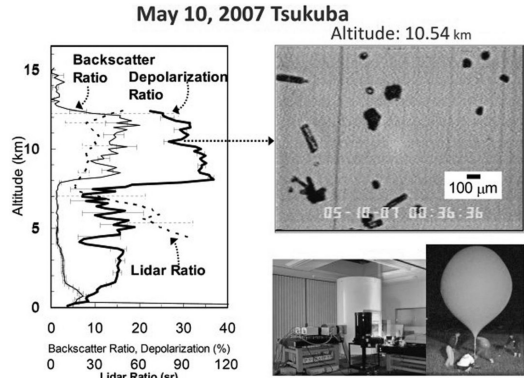 May 10, 2007 Tsukuba
Altitude: 10.54 km
Backscatter
Ratio
Depolarization
Ratio
15
10
5
0
Altitude (km)
Lidar Ratio
100 μm
05-10-07 00:36:36
0 10 20 30 40
Backscatter Ratio, Depolarization (%)
0 30 60 90 120
Lidar Ratio (sr)